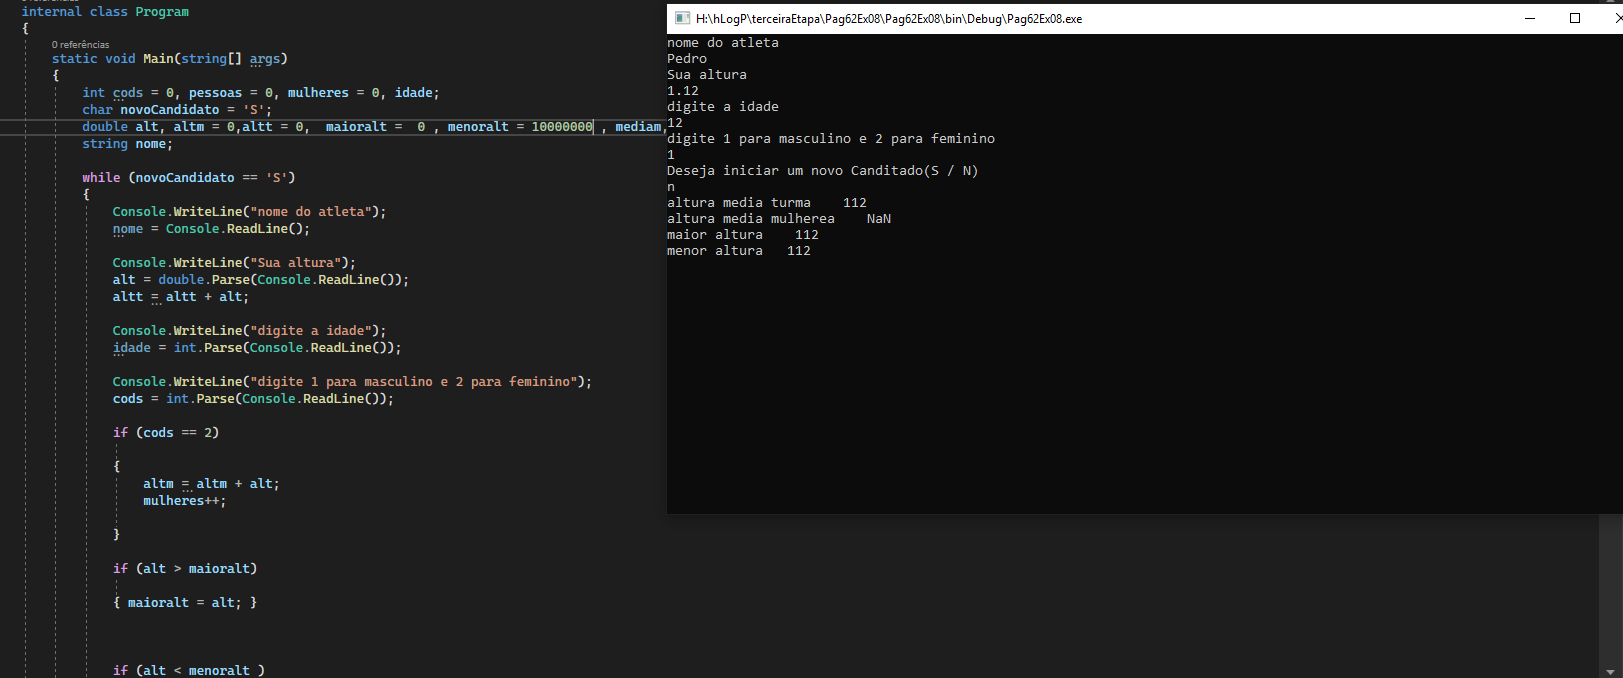 internal class Program
{
0 referências
static void Main(string[] args)
{
int cods = 0, pessoas = 0, mulheres = 0, idade;
char novoCandidato = 'S';
double alt, altm = 0,altt = 0,  maioralt =  0 , menoralt = 10000000 , mediam,
string nome;
while (novoCandidato == 'S')
{
Console.WriteLine("nome do atleta");
nome = Console.ReadLine();
Console.WriteLine("Sua altura");
alt = double.Parse(Console.ReadLine());
altt = altt + alt;
Console.WriteLine("digite a idade");
idade = int.Parse(Console.ReadLine());
Console.WriteLine("digite 1 para masculino e 2 para feminino");
cods = int.Parse(Console.ReadLine());
if (cods == 2)
{
altm = altm + alt;
mulheres++;
}
if (alt > maioralt)
{ maioralt = alt; }
if (alt < menoralt )
H:\hLogP\terceiraEtapa\Pag62Ex08\Pag62Ex08\bin\Debug\Pag62Ex08.exe
nome do atleta
Pedro
Sua altura
1.12
digite a idade
12
digite 1 para masculino e 2 para feminino
1
Deseja iniciar um novo Canditado(S / N)
n
altura media turma    112
altura media mulherea    NaN
maior altura    112
menor altura   112